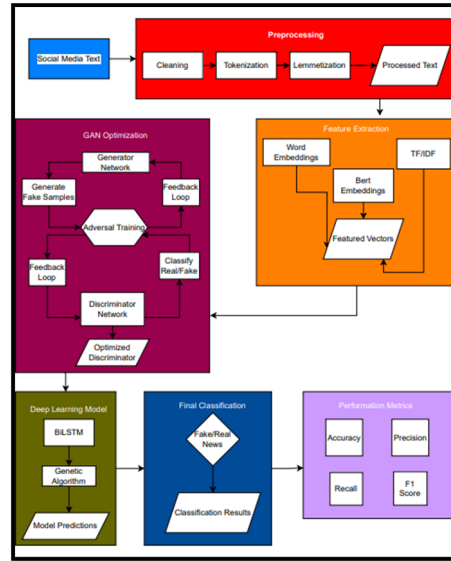 Preprocessing
Social Media Text
Cleaning
Tokenization
Lemmetization
Processed Text
GAN Optimization
Generator
Network
Generate
Fake Samples
Feedback
Loop
Adversal Training
Feedback
Loop
Classify
Real/Fake
Discriminator
Network
Optimized
Discriminator
Feature Extraction
Word
Embeddings
TF/IDF
Bert
Embeddings
Featured Vectors
Deep Learning Model
BiLSTM
Genetic
Algorithm
Model Predictions
Final Classification
Fake/Real
News
Classification Results
Performation Metrics
Accuracy
Precision
Recall
F1
Score